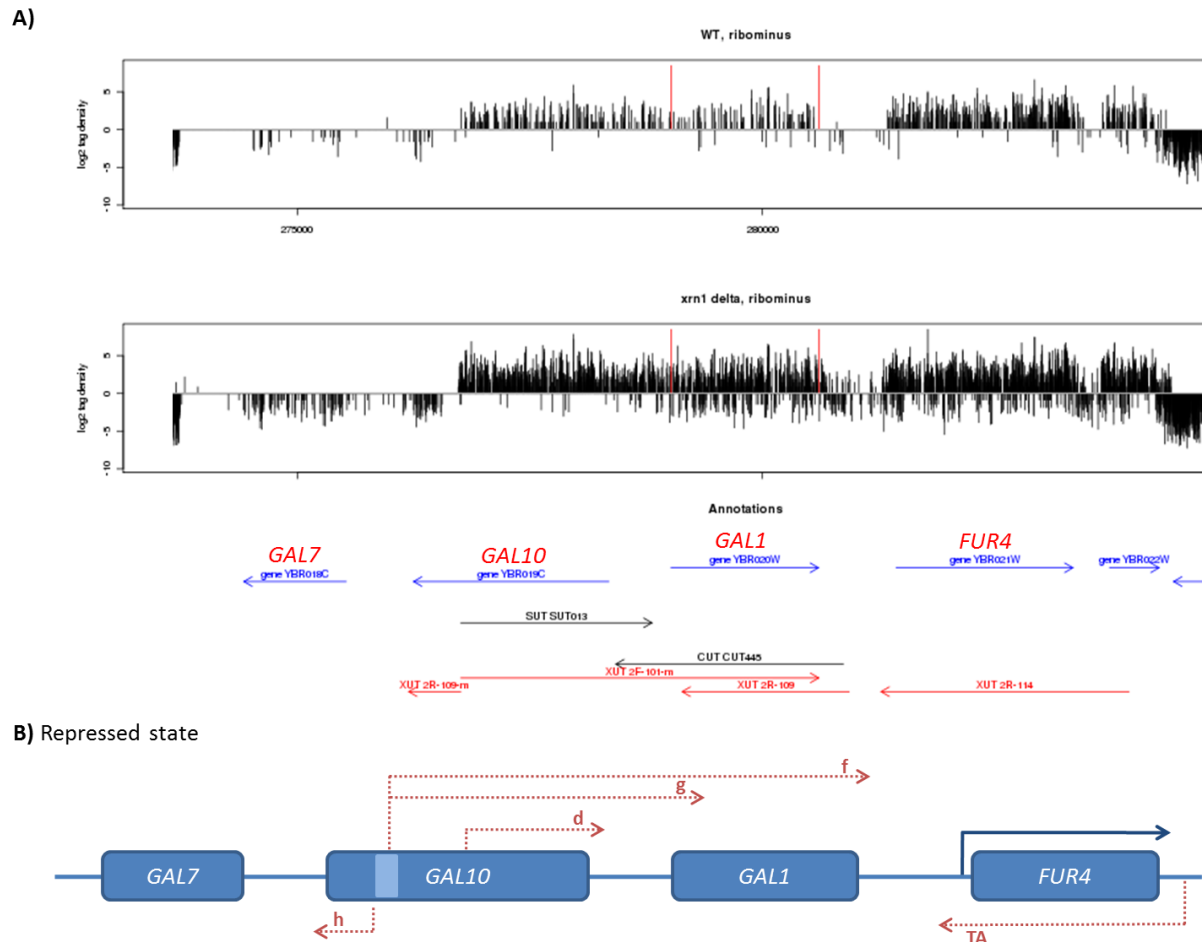 A)
WT, ribominus
log2 tag density
5
0
-5
-10
275000
280000
xrn1 delta, ribominus
log2 tag density
5
0
-5
-10
Annotations
GAL7
GAL10
GAL1
FUR4
gene YBR018C
gene YBR019C
gene YBR020W
gene YBR021W
gene YBR022W
SUT SUT013
CUT CUT445
XUT 2F-101-m
XUT 2R-109-m
XUT 2R-109
XUT 2R-114
B) Repressed state
f
g
d
GAL7
GAL10
GAL1
FUR4
h
TA